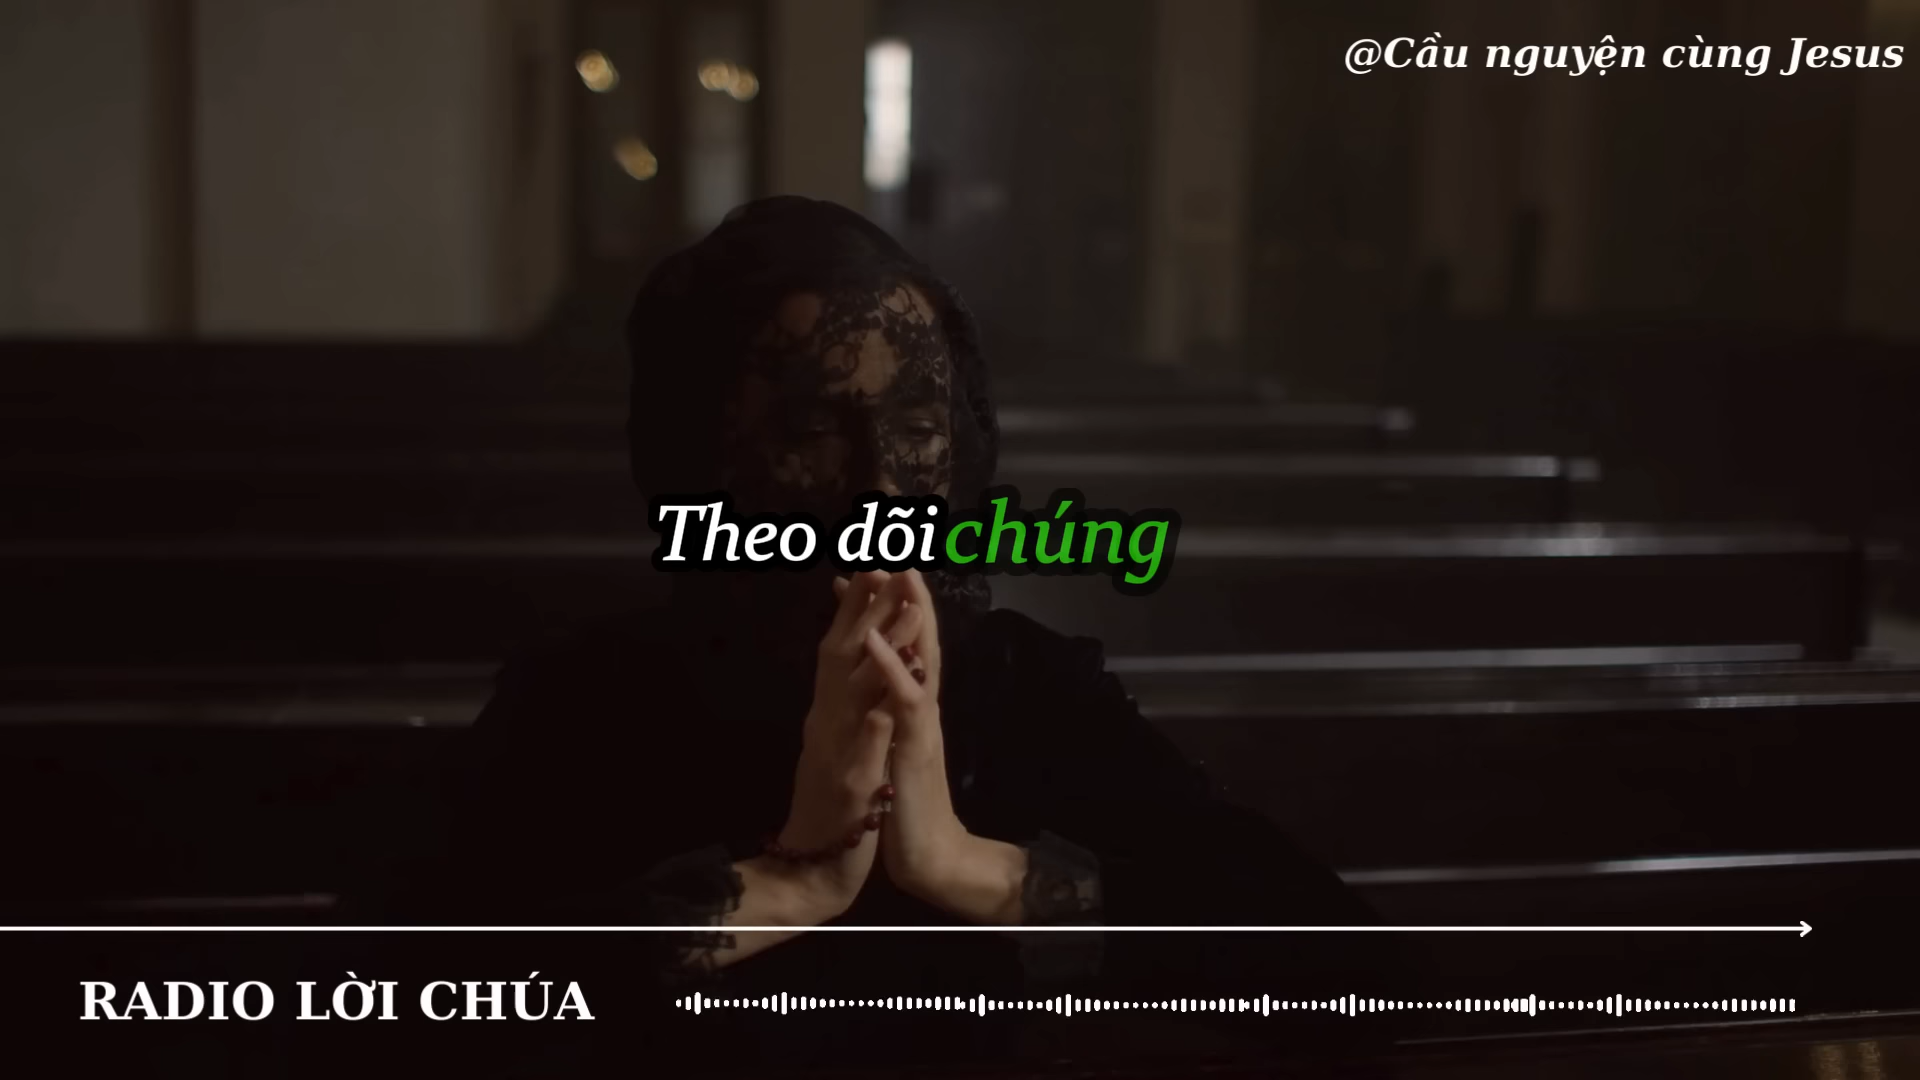 @Cầu nguyện cùng Jesus
Theo dõi chúng
RADIO LỜI CHÚA